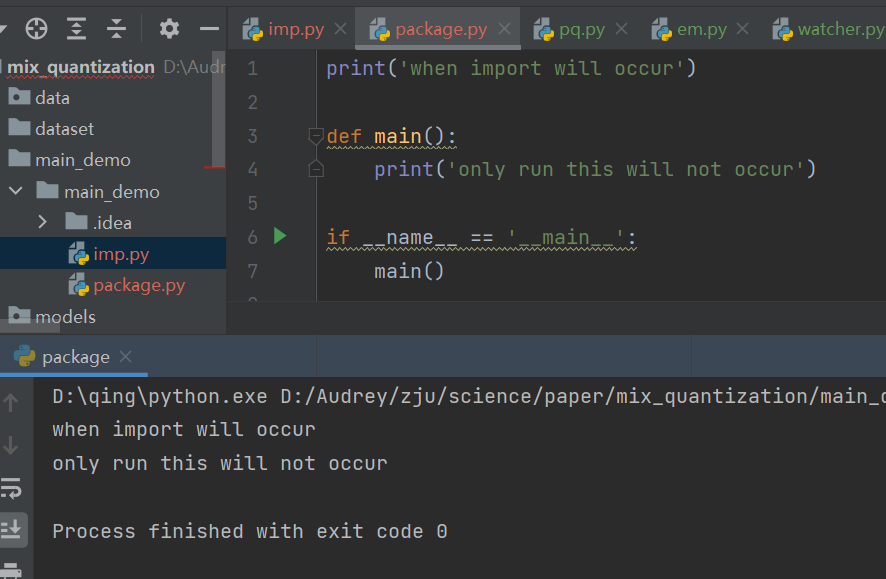 imp.py
package.py
pq.py
em.py
watcher.py
mix_quantization D:\Audr
data
dataset
main_demo
main_demo
.idea
imp.py
package.py
models
1 print('when import will occur')
2
3 def main():
4 print('only run this will not occur')
5
6 if __name__ == '__main__':
7 main()
package
D:\qing\python.exe D:/Audrey/zju/science/paper/mix_quantization/main_d
when import will occur
only run this will not occur
Process finished with exit code 0